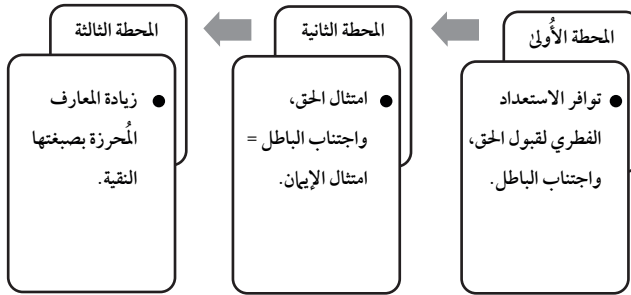 المحطة الأُولىٰ
● توافر الاستعداد
الفطري لقبول الحق،
واجتناب الباطل.
المحطة الثانية
● امتثال الحق،
واجتناب الباطل =
امتثال الإيمان.
المحطة الثالثة
● زيادة المعارف
المُحرزة بصبغتها
النقية.